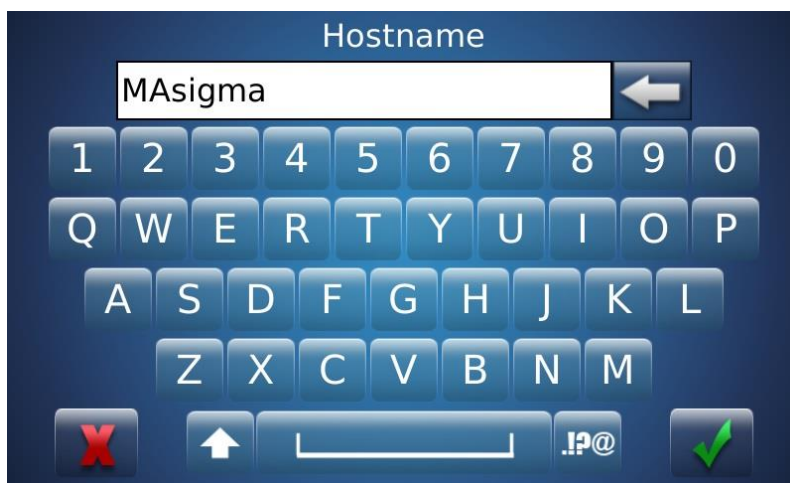 Hostname
MAsigma
1 2 3 4 5 6 7 8 9 0
Q W E R T Y U I O P
A S D F G H J K L
Z X C V B N M
.!?@